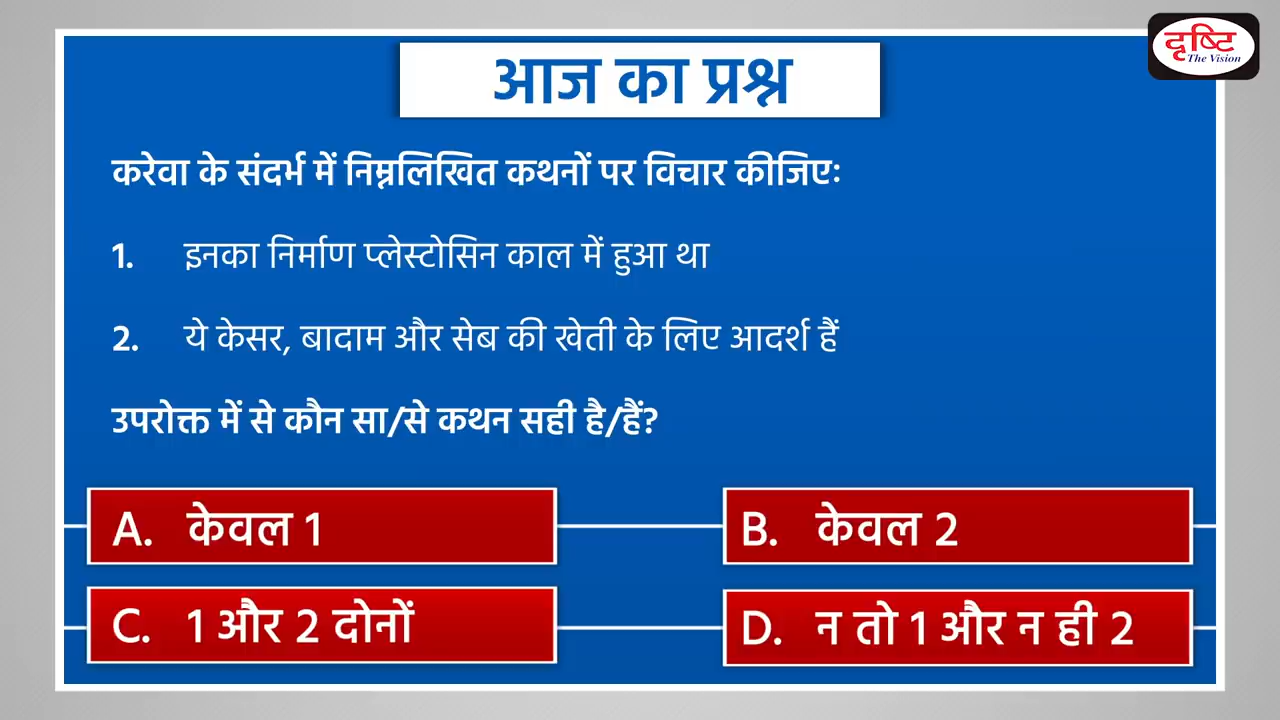 दृष्टि
The Vision
आज का प्रश्न
करेवा के संदर्भ में निम्नलिखित कथनों पर विचार कीजिएः
1. इनका निर्माण प्लेस्टोसिन काल में हुआ था
2. ये केसर, बादाम और सेब की खेती के लिए आदर्श हैं
उपरोक्त में से कौन सा/से कथन सही है/हैं?
A. केवल 1
B. केवल 2
C. 1 और 2 दोनों
D. न तो 1 और न ही 2